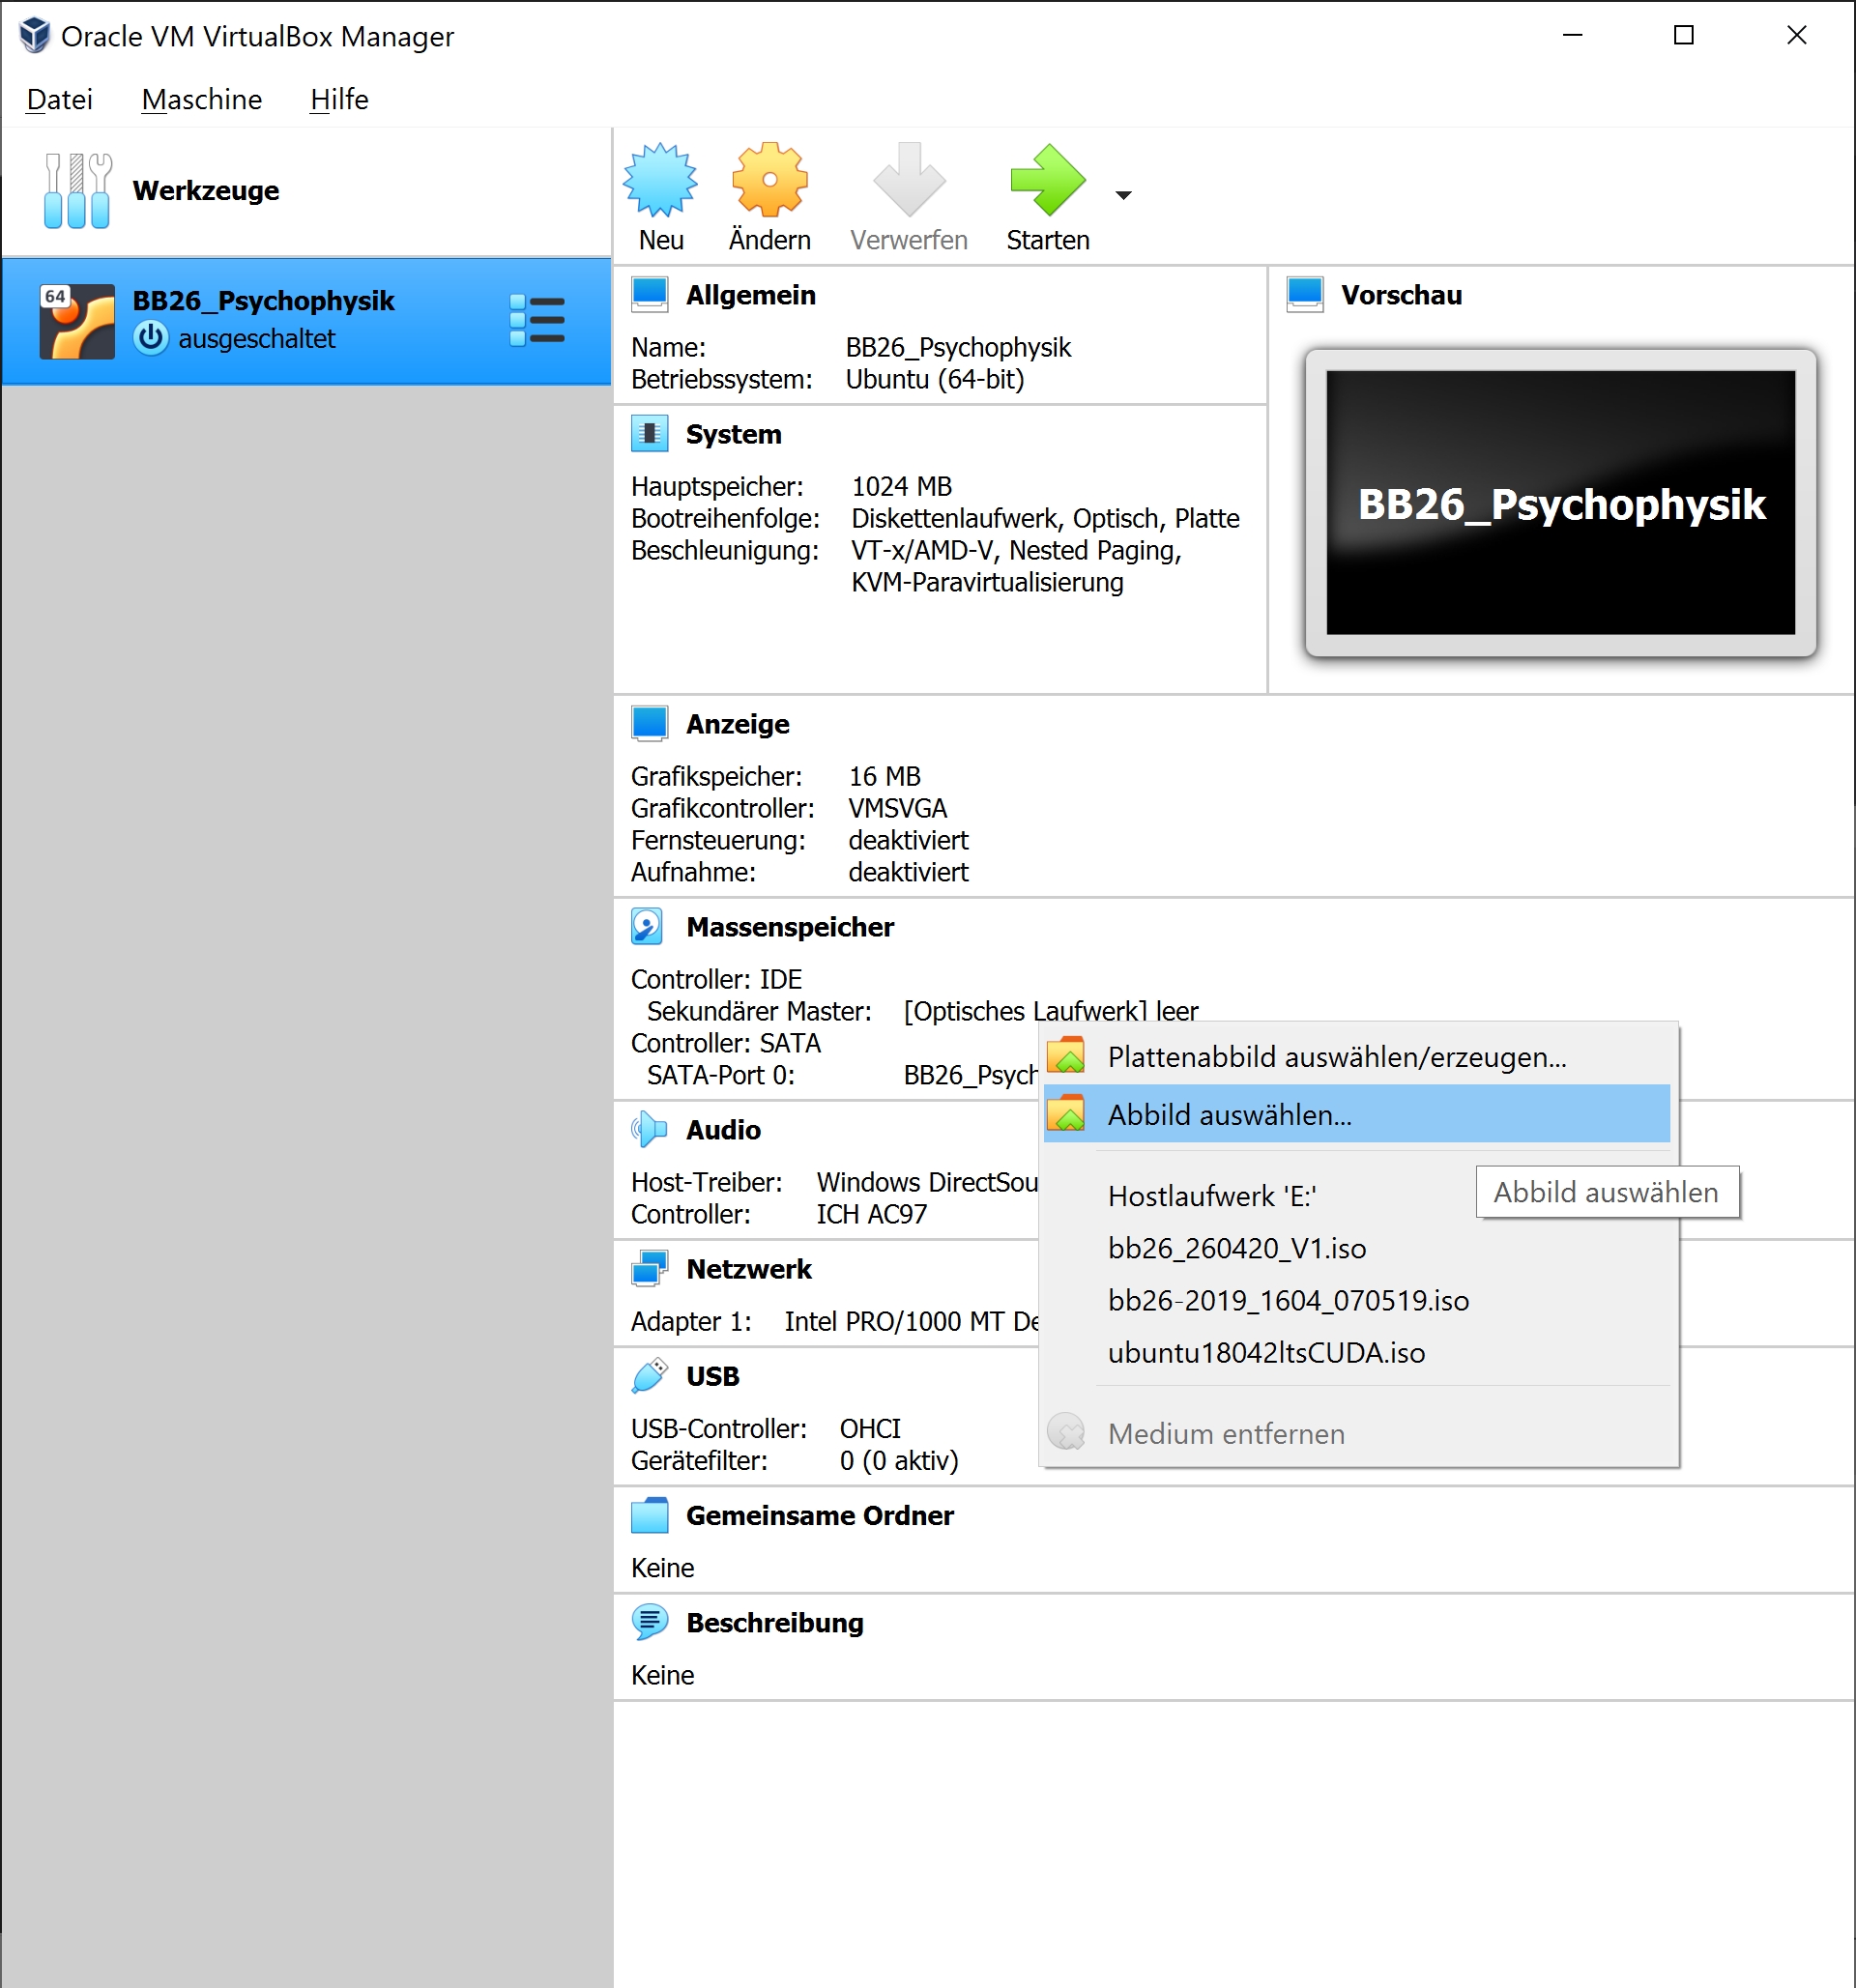 Oracle VM VirtualBox Manager
Datei Maschine Hilfe
Werkzeuge
Neu Ändern Verwerfen Starten
64 BB26_Psychophysik
ausgeschaltet
Allgemein
Name: BB26_Psychophysik
Betriebssystem: Ubuntu (64-bit)
Vorschau
BB26_Psychophysik
System
Hauptspeicher: 1024 MB
Bootreihenfolge: Diskettenlaufwerk, Optisch, Platte
Beschleunigung: VT-x/AMD-V, Nested Paging,
KVM-Paravirtualisierung
Anzeige
Grafikspeicher: 16 MB
Grafikcontroller: VMSVGA
Fernsteuerung: deaktiviert
Aufnahme: deaktiviert
Massenspeicher
Controller: IDE
Sekundärer Master: [Optisches Laufwerk] leer
Controller: SATA
SATA-Port 0: BB26_Psych
Audio
Host-Treiber: Windows DirectSou
Controller: ICH AC97
Netzwerk
Adapter 1: Intel PRO/1000 MT De
USB
USB-Controller: OHCI
Gerätefilter: 0 (0 aktiv)
Gemeinsame Ordner
Keine
Beschreibung
Keine
Plattenabbild auswählen/erzeugen...
Abbild auswählen...
Hostlaufwerk 'E:'
Abbild auswählen
bb26_260420_V1.iso
bb26-2019_1604_070519.iso
ubuntu18042ltsCUDA.iso
Medium entfernen